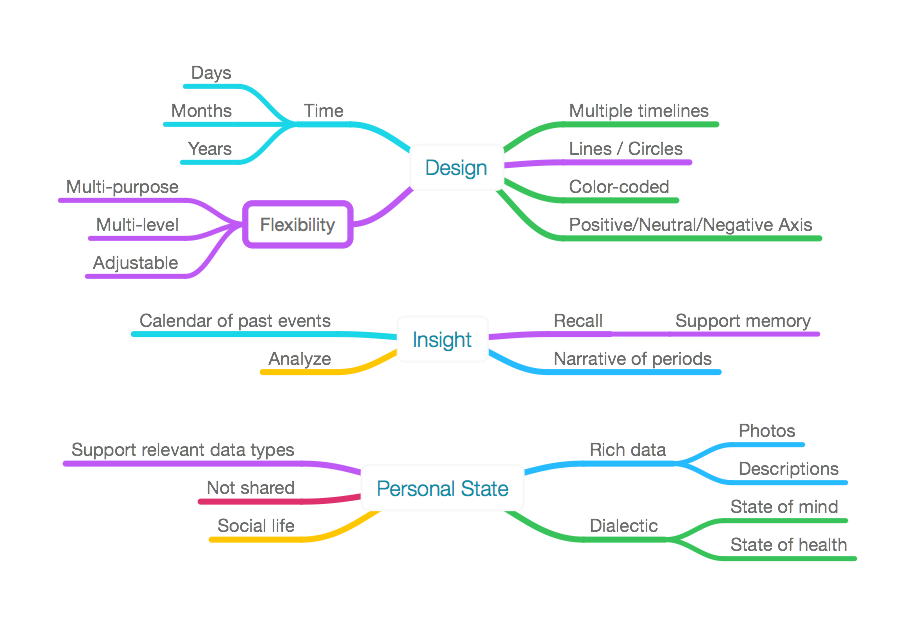 Days
Months
Years
Time
Multi-purpose
Multi-level
Adjustable
Flexibility
Design
Multiple timelines
Lines / Circles
Color-coded
Positive/Neutral/Negative Axis
Calendar of past events
Analyze
Insight
Recall
Support memory
Narrative of periods
Support relevant data types
Not shared
Social life
Personal State
Rich data
Photos
Descriptions
Dialectic
State of mind
State of health